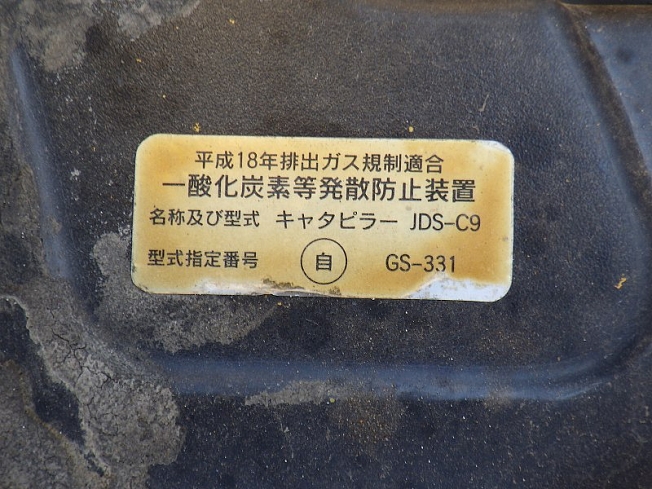 平成18年排出ガス規制適合
一酸化炭素等発散防止装置
名称及び型式 キャタピラー JDS-C9
型式指定番号 自 GS-331